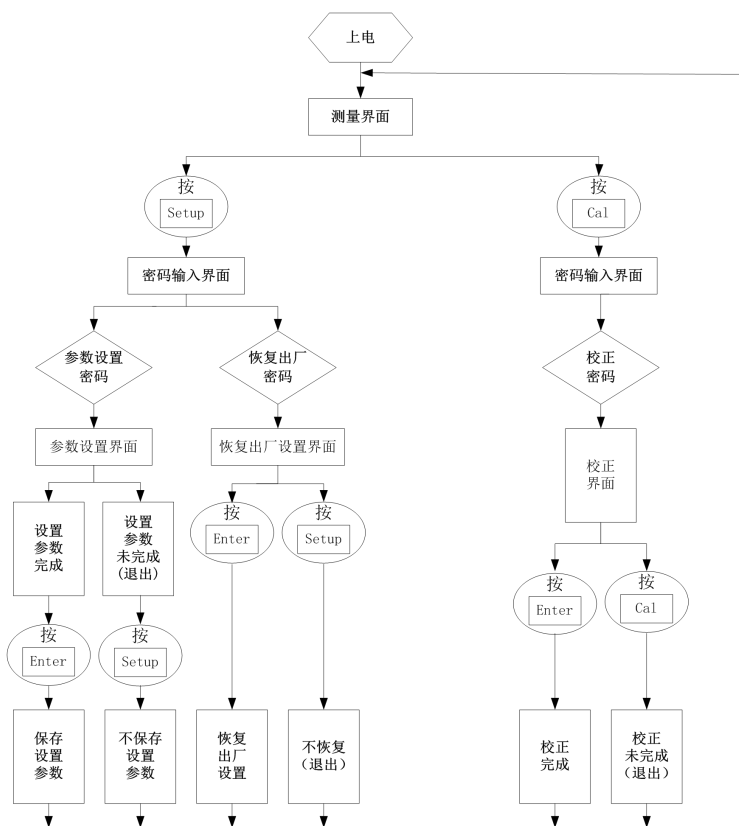 上电
测量界面
按
Setup
按
Cal
密码输入界面
密码输入界面
参数设置
密码
恢复出厂
密码
校正
密码
参数设置界面
恢复出厂设置界面
校正
界面
设置
参数
完成
设置
参数
未完成
(退出)
按
Enter
按
Setup
按
Enter
按
Cal
按
Enter
按
Setup
保存
设置
参数
不保存
设置
参数
恢复
出厂
设置
不恢复
（退出）
校正
完成
校正
未完成
（退出）